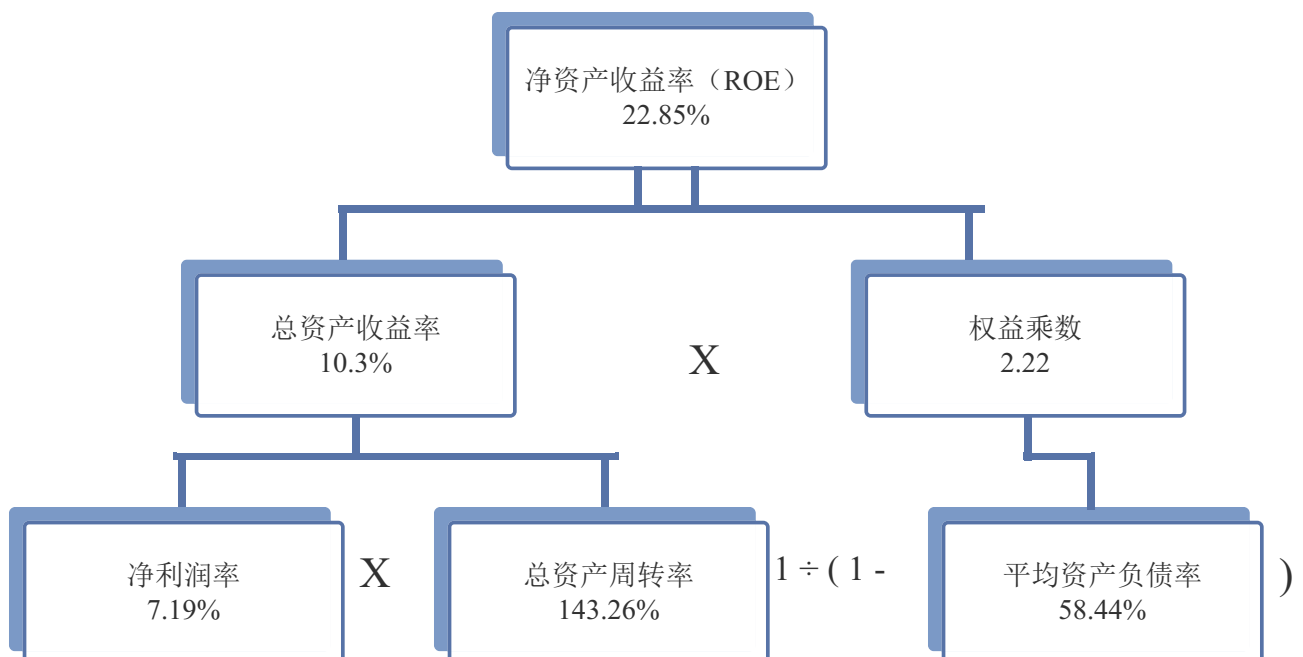 净资产收益率（ROE）
22.85%
总资产收益率
10.3%
X
权益乘数
2.22
净利润率
7.19%
X
总资产周转率
143.26%
1 ÷ ( 1 -
平均资产负债率
58.44%
)